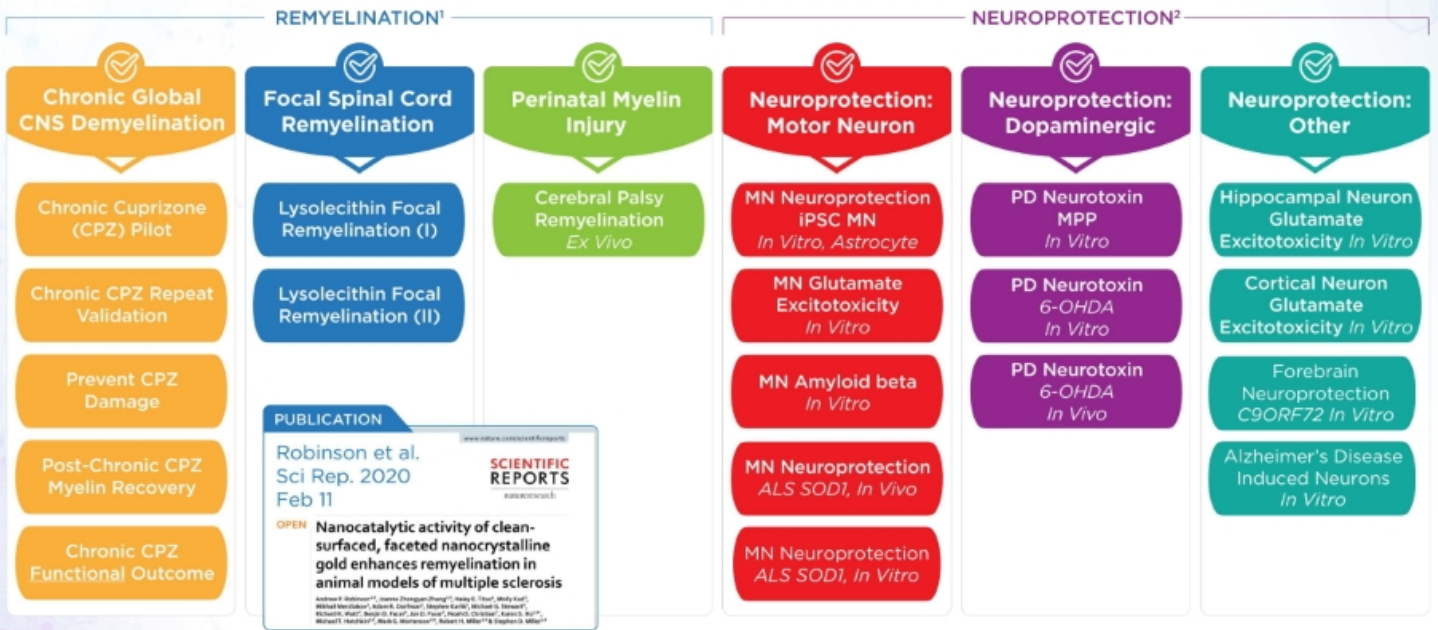 REMYELINATION¹
NEUROPROTECTION²
Chronic Global
CNS Demyelination
Chronic Cuprizone
(CPZ) Pilot
Chronic CPZ Repeat
Validation
Prevent CPZ
Damage
Post-Chronic CPZ
Myelin Recovery
Chronic CPZ
Functional Outcome
Focal Spinal Cord
Remyelination
Lysolecithin Focal
Remyelination (I)
Lysolecithin Focal
Remyelination (II)
PUBLICATION
www.nature.com/scientificreports
Robinson et al.
Sci Rep. 2020
Feb 11
SCIENTIFIC
REPORTS
natureresearch
OPEN
Nanocatalytic activity of clean-
surfaced, faceted nanocrystalline
gold enhances remyelination in
animal models of multiple sclerosis
Perinatal Myelin
Injury
Cerebral Palsy
Remyelination
Ex Vivo
Neuroprotection:
Motor Neuron
MN Neuroprotection
iPSC MN
In Vitro, Astrocyte
MN Glutamate
Excitotoxicity
In Vitro
MN Amyloid beta
In Vitro
MN Neuroprotection
ALS SOD1, In Vivo
MN Neuroprotection
ALS SOD1, In Vitro
Neuroprotection:
Dopaminergic
PD Neurotoxin
MPP
In Vitro
PD Neurotoxin
6-OHDA
In Vitro
PD Neurotoxin
6-OHDA
In Vivo
Neuroprotection:
Other
Hippocampal Neuron
Glutamate
Excitotoxicity In Vitro
Cortical Neuron
Glutamate
Excitotoxicity In Vitro
Forebrain
Neuroprotection
C9ORF72 In Vitro
Alzheimer's Disease
Induced Neurons
In Vitro